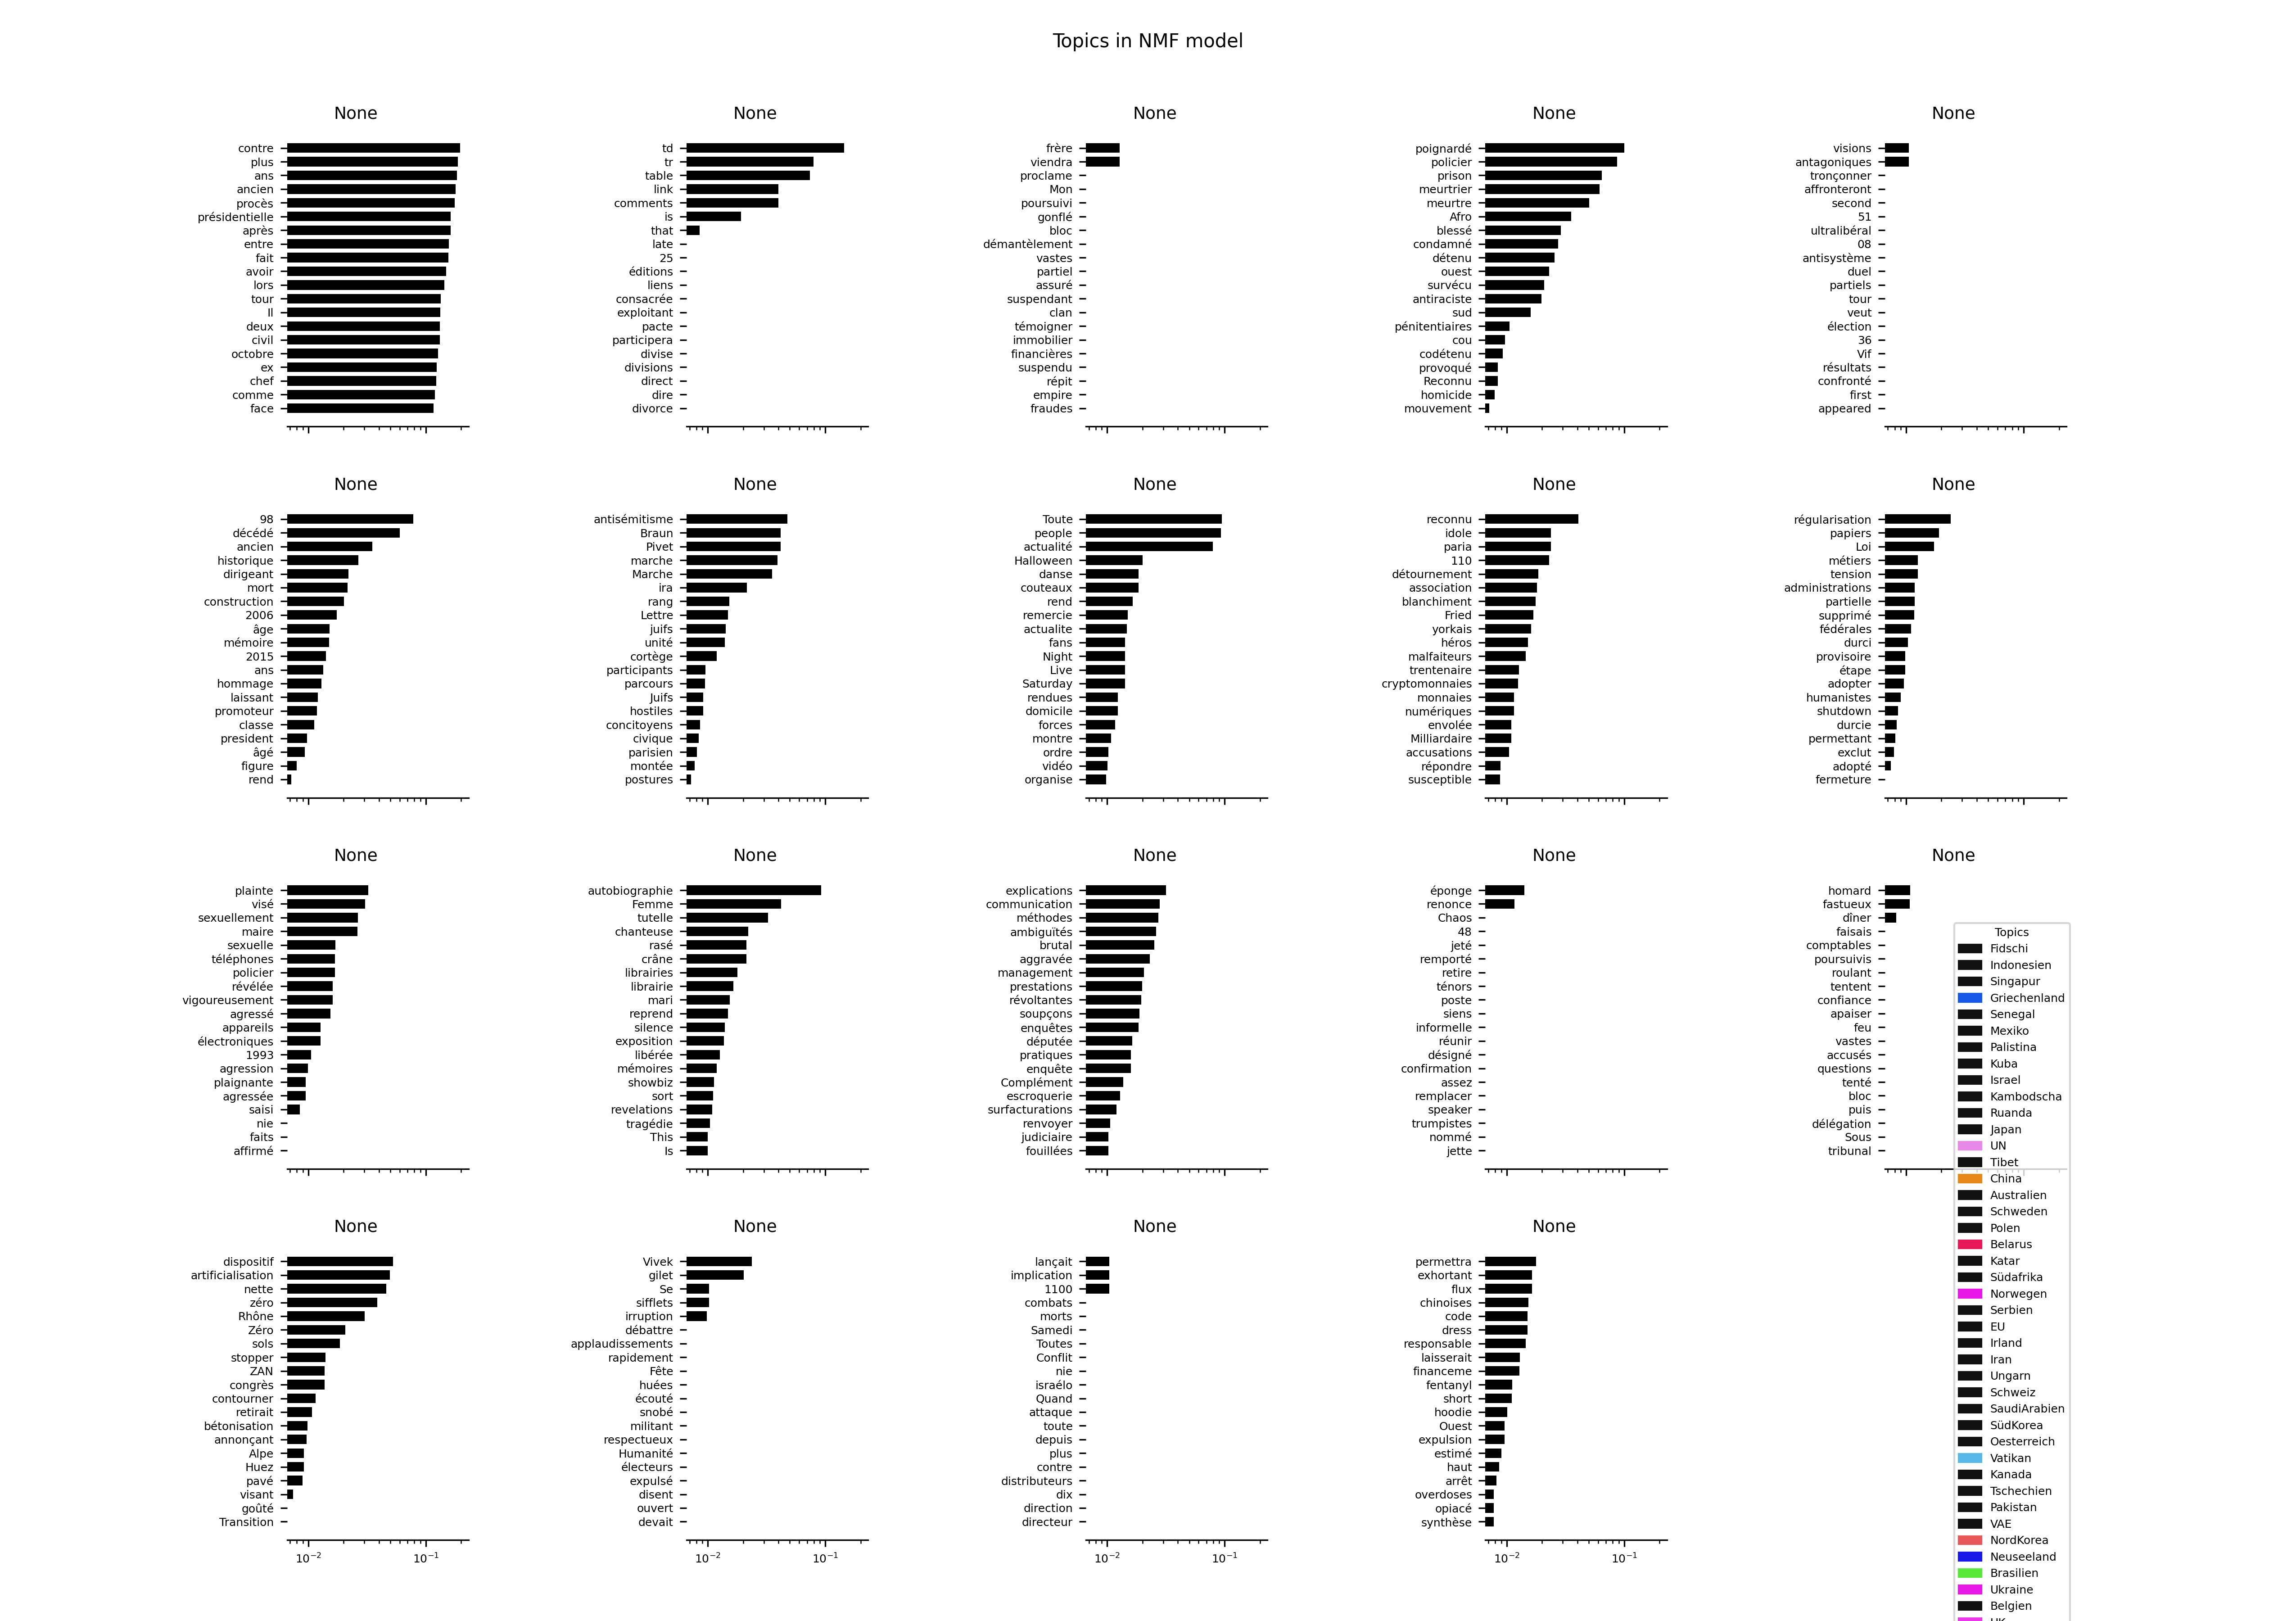 Topics in NMF model
None
contre
plus
ans
ancien
procès
présidentielle
après
entre
fait
avoir
lors
tour
Il
deux
civil
octobre
ex
chef
comme
face
None
td
tr
table
link
comments
is
that
late
25
éditions
liens
consacrée
exploitant
pacte
participera
divise
divisions
direct
dire
divorce
None
frère
viendra
proclame
Mon
poursuivi
gonflé
bloc
démantèlement
vastes
partiel
assuré
suspendant
clan
témoigner
immobilier
financières
suspendu
répit
empire
fraudes
None
poignardé
policier
prison
meurtrier
meurtre
Afro
blessé
condamné
détenu
ouest
survécu
antiraciste
sud
pénitentiaires
cou
codétenu
provoqué
Reconnu
homicide
mouvement
None
visions
antagoniques
tronçonner
affronteront
second
51
ultralibéral
08
antisystème
duel
partiels
tour
veut
élection
36
Vif
résultats
confronté
first
appeared
None
98
décédé
ancien
historique
dirigeant
mort
construction
2006
âge
mémoire
2015
ans
hommage
laissant
promoteur
classe
president
âgé
figure
rend
None
antisémitisme
Braun
Pivet
marche
Marche
ira
rang
Lettre
juifs
unité
cortège
participants
parcours
Juifs
hostiles
concitoyens
civique
parisien
montée
postures
None
Toute
people
actualité
Halloween
danse
couteaux
rend
remercie
actualite
fans
Night
Live
Saturday
rendues
domicile
forces
montre
ordre
vidéo
organise
None
reconnu
idole
paria
110
détournement
association
blanchiment
Fried
yorkais
héros
malfaiteurs
trentenaire
cryptomonnaies
monnaies
numériques
envolée
Milliardaire
accusations
répondre
susceptible
None
régularisation
papiers
Loi
métiers
tension
administrations
partielle
supprimé
fédérales
durci
provisoire
étape
adopter
humanistes
shutdown
durcie
permettant
exclut
adopté
fermeture
None
plainte
visé
sexuellement
maire
sexuelle
téléphones
policier
révélée
vigoureusement
agressé
appareils
électroniques
1993
agression
plaignante
agressée
saisi
nie
faits
affirmé
None
autobiographie
Femme
tutelle
chanteuse
rasé
crâne
librairies
librairie
mari
reprend
silence
exposition
libérée
mémoires
showbiz
sort
revelations
tragédie
This
Is
None
explications
communication
méthodes
ambiguïtés
brutal
aggravée
management
prestations
révoltantes
soupçons
enquêtes
députée
pratiques
enquête
Complément
escroquerie
surfacturations
renvoyer
judiciaire
fouillées
None
éponge
renonce
Chaos
48
jeté
remporté
retire
ténors
poste
siens
informelle
réunir
désigné
confirmation
assez
remplacer
speaker
trumpistes
nommé
jette
None
homard
fastueux
dîner
faisais
comptables
poursuivis
roulant
tentent
confiance
apaiser
feu
vastes
accusés
questions
tenté
bloc
puis
délégation
Sous
tribunal
None
dispositif
artificialisation
nette
zéro
Rhône
Zéro
sols
stopper
ZAN
congrès
contourner
retirait
bétonisation
annonçant
Alpe
Huez
pavé
visant
goûté
Transition
10⁻²
10⁻¹
None
Vivek
gilet
Se
sifflets
irruption
débattre
applaudissements
rapidement
Fête
huées
écouté
snobé
militant
respectueux
Humanité
électeurs
expulsé
disent
ouvert
devait
10⁻²
10⁻¹
None
lançait
implication
1100
combats
morts
Samedi
Toutes
Conflit
nie
israélo
Quand
attaque
toute
depuis
plus
contre
distributeurs
dix
direction
directeur
10⁻²
10⁻¹
None
permettra
exhortant
flux
chinoises
code
dress
responsable
laisserait
financeme
fentanyl
short
hoodie
Ouest
expulsion
estimé
haut
arrêt
overdoses
opiacé
synthèse
10⁻²
10⁻¹
Topics
Fidschi
Indonesien
Singapur
Griechenland
Senegal
Mexiko
Palistina
Kuba
Israel
Kambodscha
Ruanda
Japan
UN
Tibet
China
Australien
Schweden
Polen
Belarus
Katar
Südafrika
Norwegen
Serbien
EU
Irland
Iran
Ungarn
Schweiz
SaudiArabien
SüdKorea
Oesterreich
Vatikan
Kanada
Tschechien
Pakistan
VAE
NordKorea
Neuseeland
Brasilien
Ukraine
Belgien